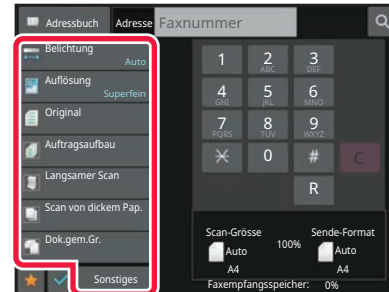 Adressbuch Adresse Faxnummer
Belichtung
Auto
Auflösung
Superfein
Original
Auftragsaufbau
Langsamer Scan
Scan von dickem Pap.
Dok.gem.Gr.
Sonstiges
1 2 3
ABC DEF
4 5 6
GHI JKL MNO
7 8 9
PQRS TUV WXYZ
0 # C
R
Scan-Grösse Sende-Format
Auto 100% Auto
A4 A4
Faxempfangsspeicher: 0%